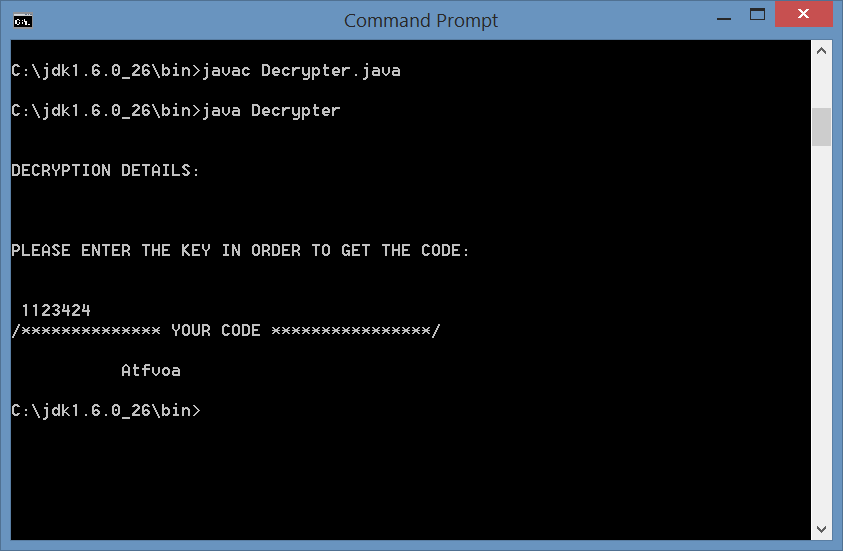 Command Prompt
C:\jdk1.6.0_26\bin>javac Decrypter.java
C:\jdk1.6.0_26\bin>java Decrypter
DECRYPTION DETAILS:
PLEASE ENTER THE KEY IN ORDER TO GET THE CODE:
1123424
/************** YOUR CODE ****************/
Atfvoa
C:\jdk1.6.0_26\bin>